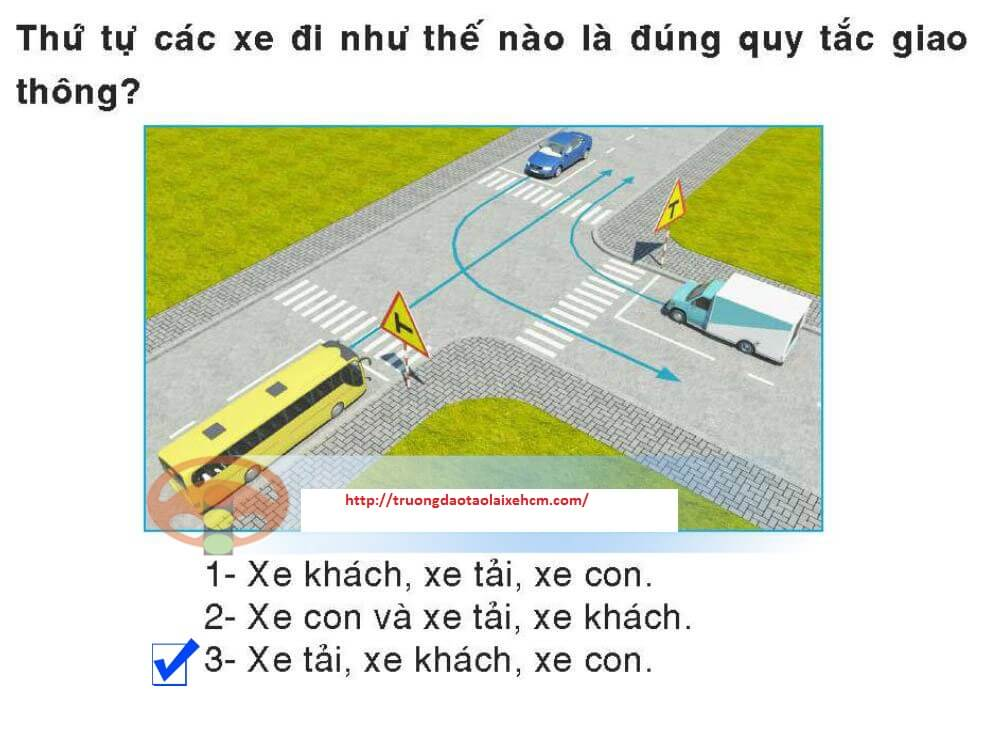 Thứ tự các xe đi như thế nào là đúng quy tắc giao
thông?
http://truongdaotaolaixehcm.com/
1- Xe khách, xe tải, xe con.
2- Xe con và xe tải, xe khách.
3- Xe tải, xe khách, xe con.